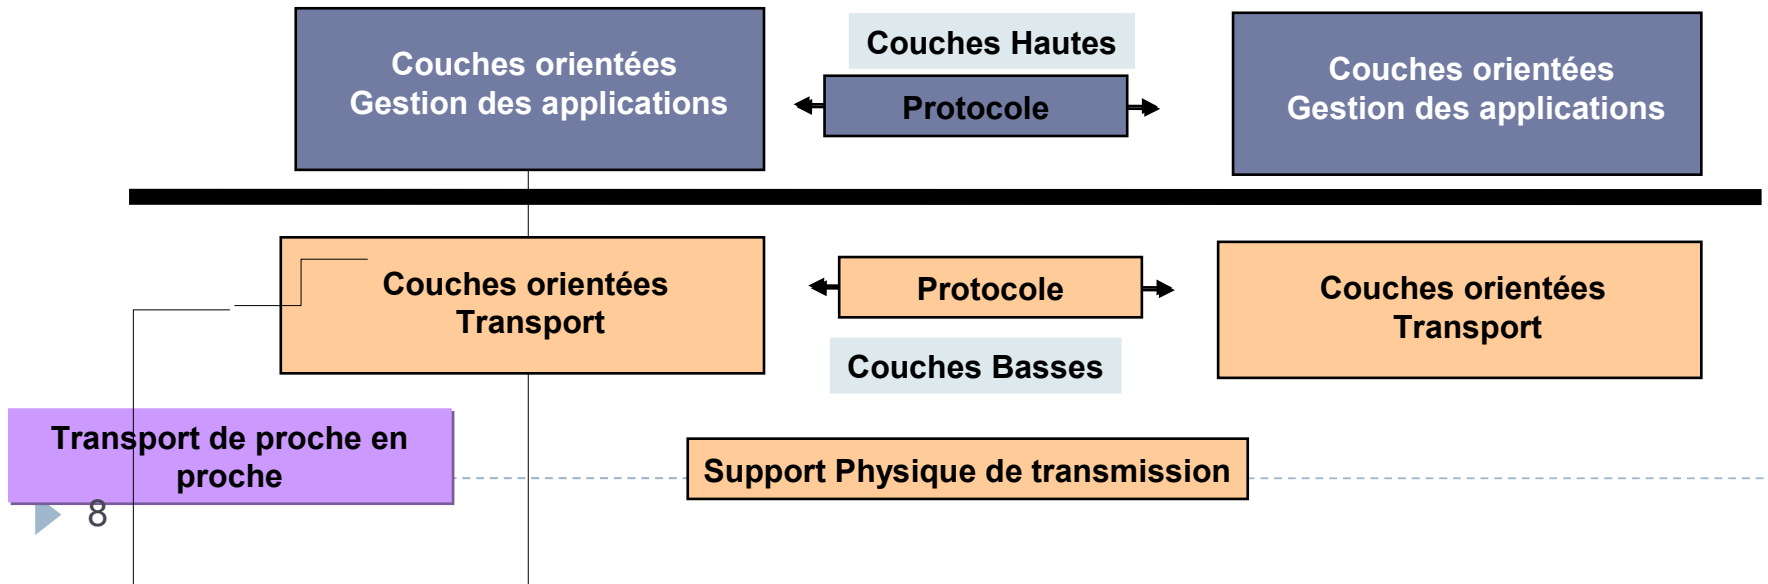 Couches orientées
Gestion des applications
Couches Hautes
Protocole
Couches orientées
Gestion des applications
Couches orientées
Transport
Protocole
Couches Basses
Couches orientées
Transport
Transport de proche en
proche
Support Physique de transmission
8